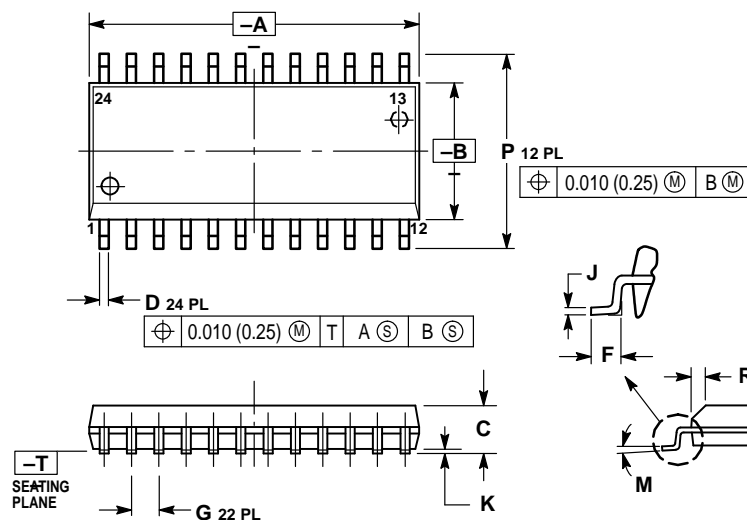 –A
–
24
13
–B
–
P 12 PL
⌖ 0.010 (0.25) Ⓜ B Ⓜ
1
12
J
D 24 PL
⌖ 0.010 (0.25) Ⓜ T A Ⓢ B Ⓢ
F
R
C
–T
–
SEATING
PLANE
M
K
G 22 PL